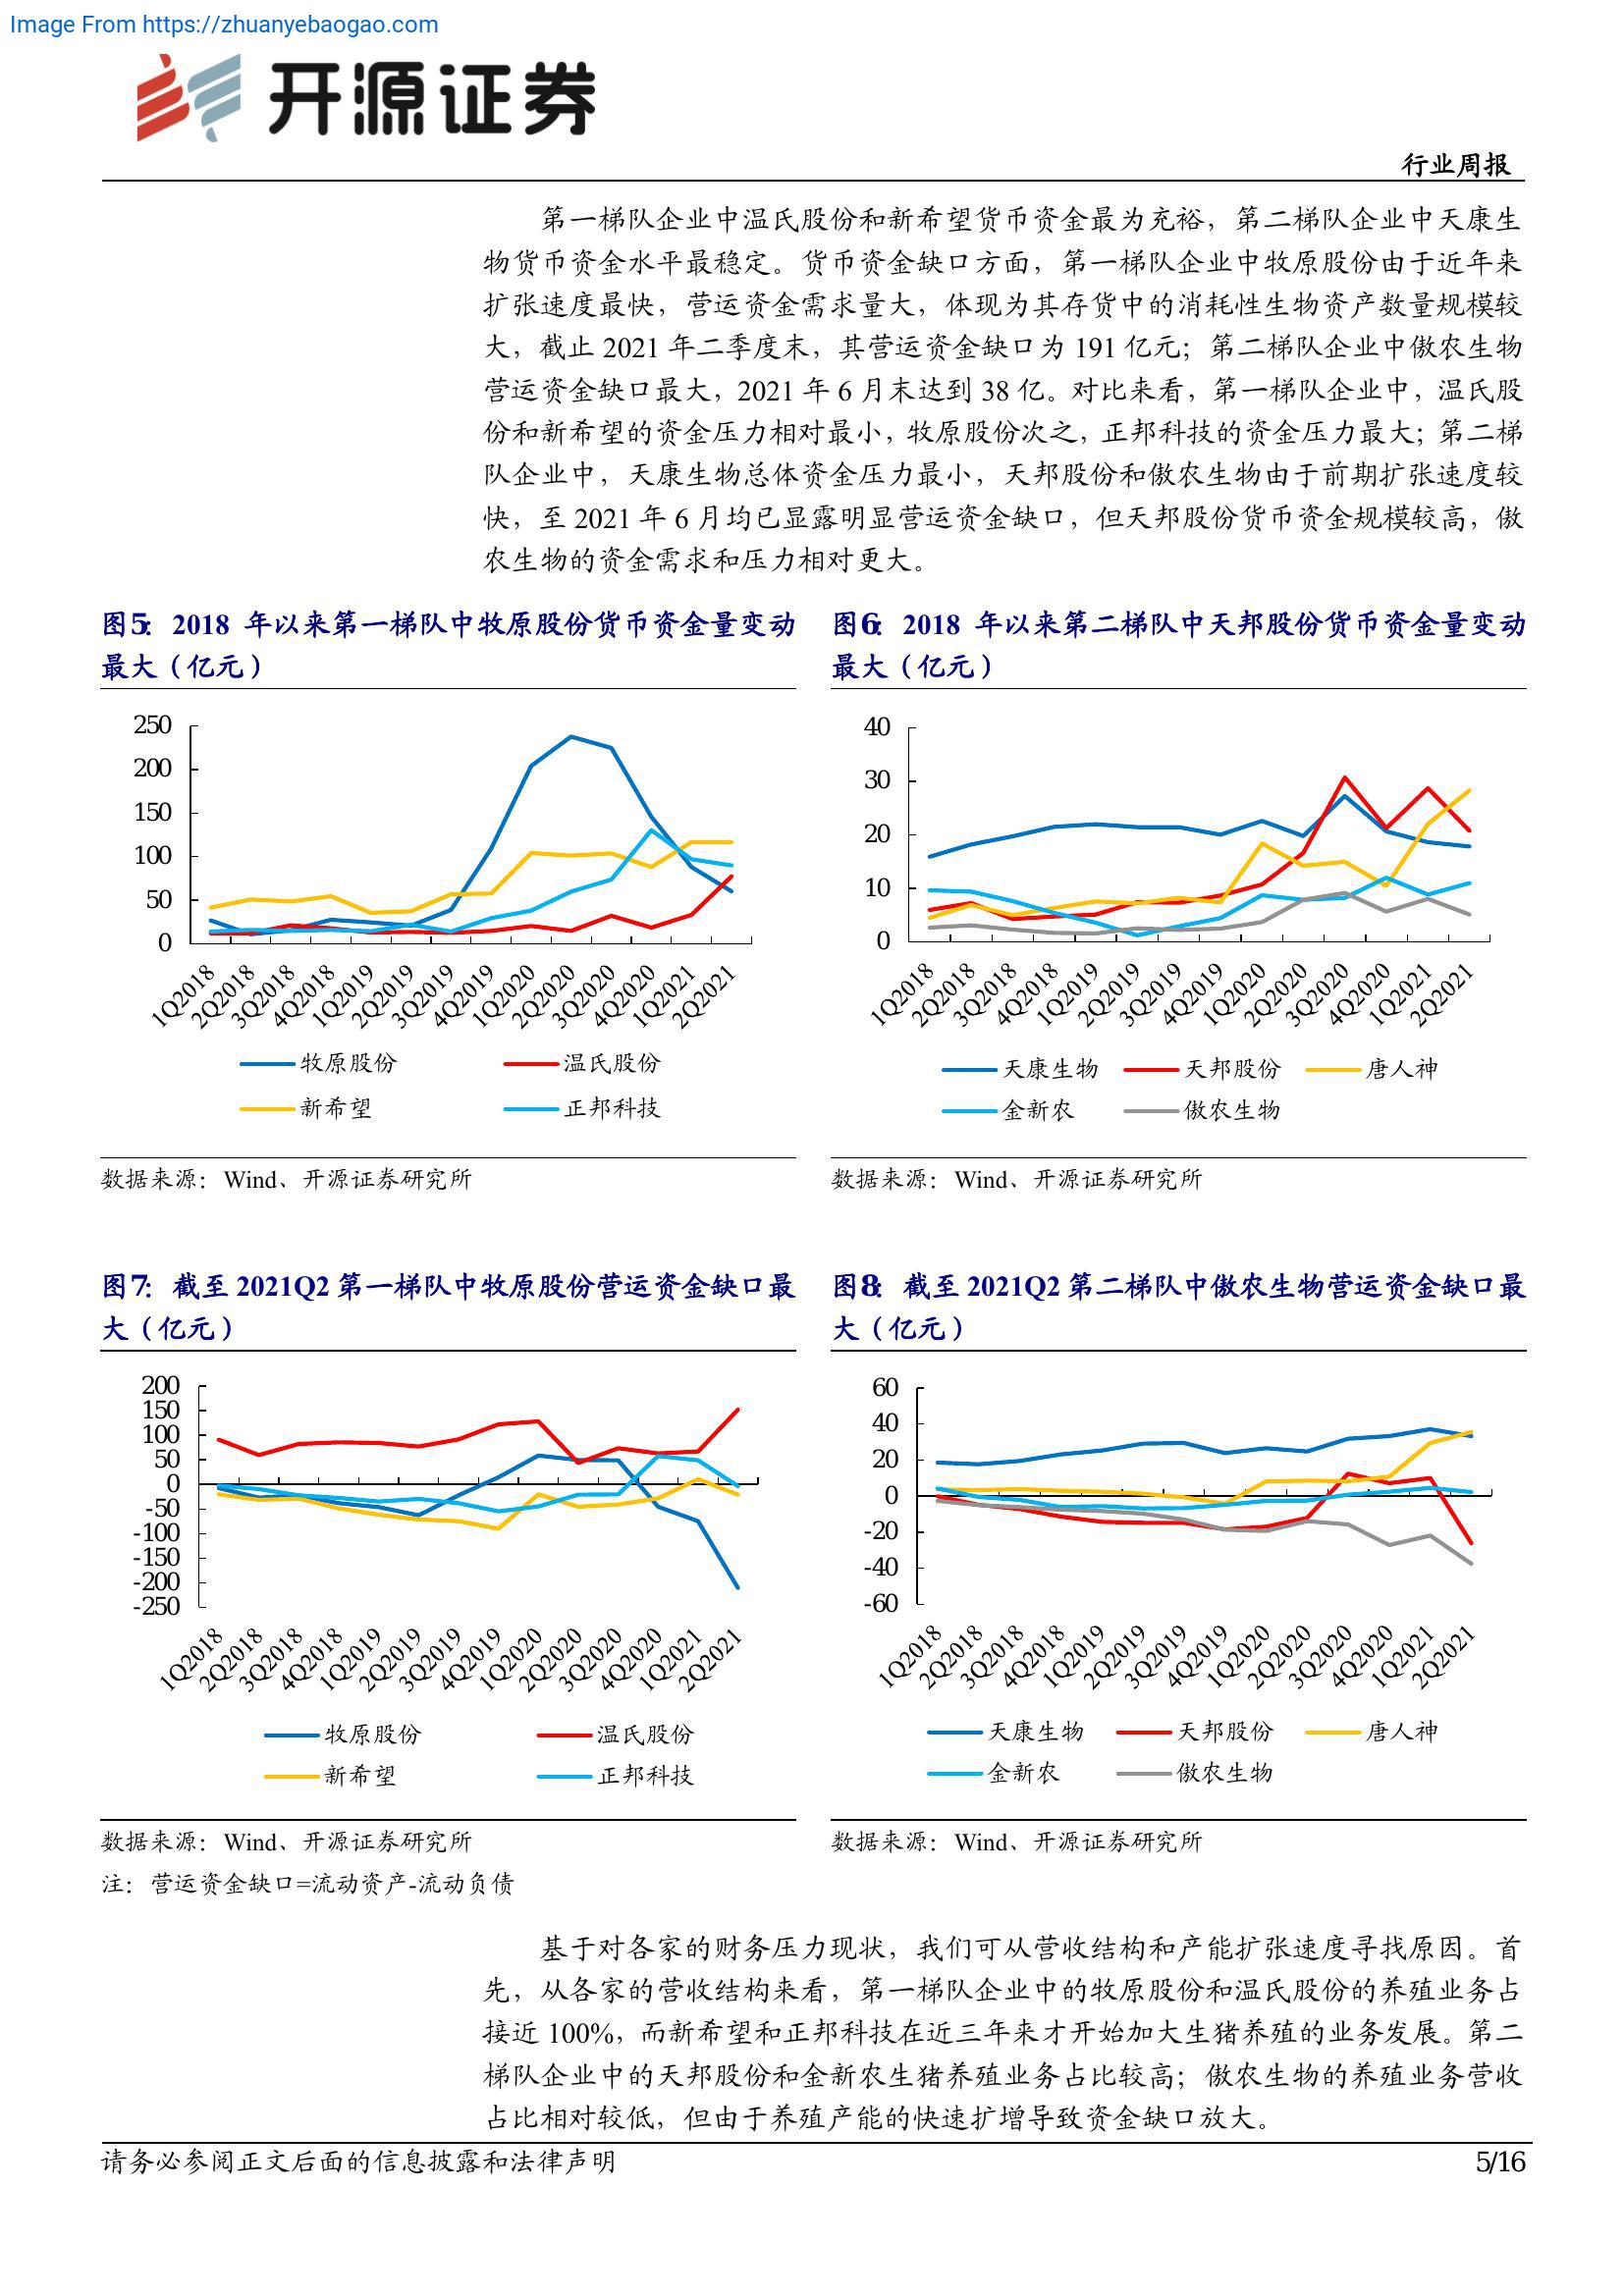 Image From https://zhuanyebaogao.com
开源证券
行业周报
第一梯队企业中温氏股份和新希望货币资金最为充裕，第二梯队企业中天康生
物货币资金水平最稳定。货币资金缺口方面，第一梯队企业中牧原股份由于近年来
扩张速度最快，营运资金需求量大，体现为其存货中的消耗性生物资产数量规模较
大，截止 2021 年二季度末，其营运资金缺口为 191 亿元；第二梯队企业中傲农生物
营运资金缺口最大，2021 年 6 月末达到 38 亿。对比来看，第一梯队企业中，温氏股
份和新希望的资金压力相对最小，牧原股份次之，正邦科技的资金压力最大；第二梯
队企业中，天康生物总体资金压力最小，天邦股份和傲农生物由于前期扩张速度较
快，至 2021 年 6 月均已显露明显营运资金缺口，但天邦股份货币资金规模较高，傲
农生物的资金需求和压力相对更大。
图5：2018 年以来第一梯队中牧原股份货币资金量变动
最大（亿元）
250
200
150
100
50
0
1Q2018 2Q2018 3Q2018 4Q2018 1Q2019 2Q2019 3Q2019 4Q2019 1Q2020 2Q2020 3Q2020 4Q2020 1Q2021 2Q2021
牧原股份 温氏股份
新希望 正邦科技
数据来源：Wind、开源证券研究所
图6：2018 年以来第二梯队中天邦股份货币资金量变动
最大（亿元）
40
30
20
10
0
1Q2018 2Q2018 3Q2018 4Q2018 1Q2019 2Q2019 3Q2019 4Q2019 1Q2020 2Q2020 3Q2020 4Q2020 1Q2021 2Q2021
天康生物 天邦股份 唐人神
金新农 傲农生物
数据来源：Wind、开源证券研究所
图7：截至 2021Q2 第一梯队中牧原股份营运资金缺口最
大（亿元）
200
150
100
50
0
-50
-100
-150
-200
-250
1Q2018 2Q2018 3Q2018 4Q2018 1Q2019 2Q2019 3Q2019 4Q2019 1Q2020 2Q2020 3Q2020 4Q2020 1Q2021 2Q2021
牧原股份 温氏股份
新希望 正邦科技
数据来源：Wind、开源证券研究所
注：营运资金缺口=流动资产-流动负债
图8：截至 2021Q2 第二梯队中傲农生物营运资金缺口最
大（亿元）
60
40
20
0
-20
-40
-60
1Q2018 2Q2018 3Q2018 4Q2018 1Q2019 2Q2019 3Q2019 4Q2019 1Q2020 2Q2020 3Q2020 4Q2020 1Q2021 2Q2021
天康生物 天邦股份 唐人神
金新农 傲农生物
数据来源：Wind、开源证券研究所
基于对各家的财务压力现状，我们可从营收结构和产能扩张速度寻找原因。首
先，从各家的营收结构来看，第一梯队企业中的牧原股份和温氏股份的养殖业务占
接近 100%，而新希望和正邦科技在近三年来才开始加大生猪养殖的业务发展。第二
梯队企业中的天邦股份和金新农生猪养殖业务占比较高；傲农生物的养殖业务营收
占比相对较低，但由于养殖产能的快速扩增导致资金缺口放大。
请务必参阅正文后面的信息披露和法律声明
5/16